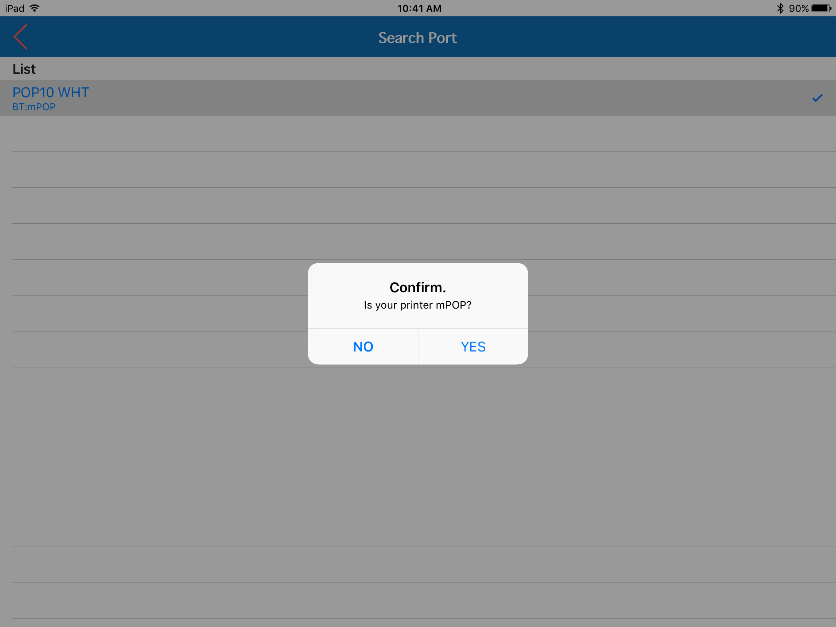 iPad 10:41 AM 90%
Search Port
List
POP10 WHT
BT:mPOP
Confirm.
Is your printer mPOP?
NO YES